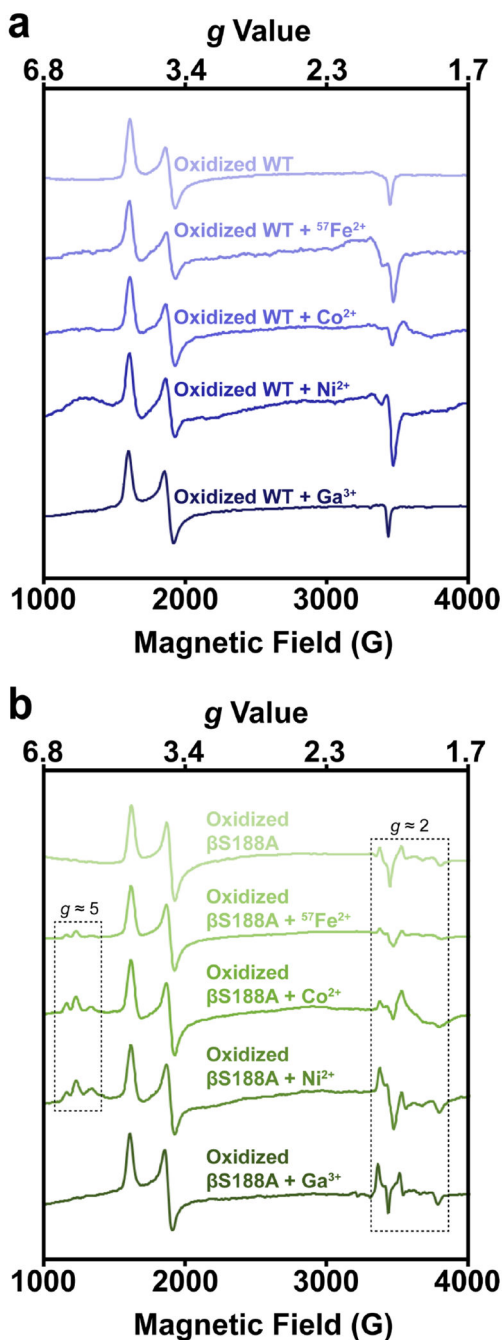 a
g Value
6.8 3.4 2.3 1.7
Oxidized WT
Oxidized WT + ⁵⁷Fe²⁺
Oxidized WT + Co²⁺
Oxidized WT + Ni²⁺
Oxidized WT + Ga³⁺
1000 2000 3000 4000
Magnetic Field (G)
b
g Value
6.8 3.4 2.3 1.7
g ≈ 2
Oxidized
βS188A
g ≈ 5
Oxidized
βS188A + ⁵⁷Fe²⁺
Oxidized
βS188A + Co²⁺
Oxidized
βS188A + Ni²⁺
Oxidized
βS188A + Ga³⁺
1000 2000 3000 4000
Magnetic Field (G)